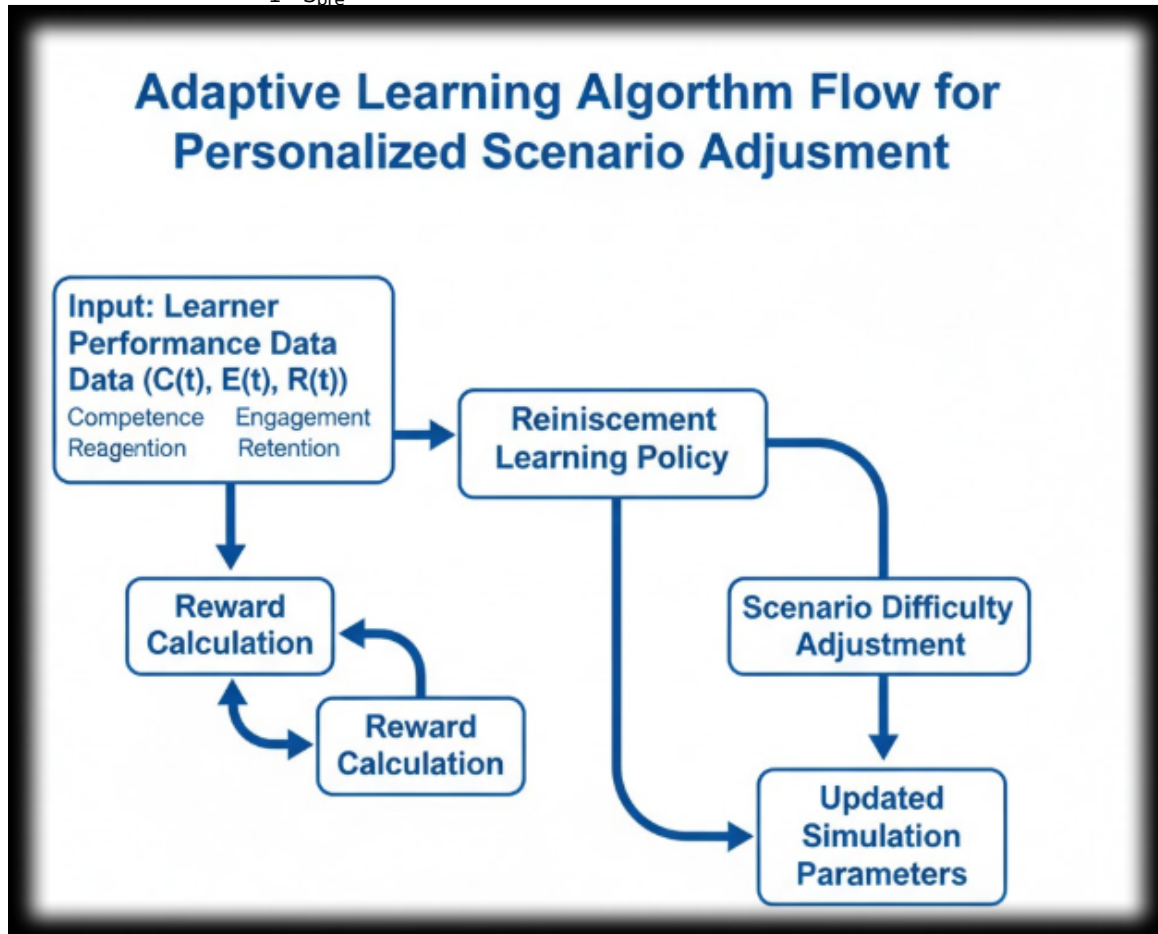 Adaptive Learning Algorthm Flow for
Personalized Scenario Adjusment
Input: Learner
Performance Data
Data (C(t), E(t), R(t))
Competence Engagement
Reagention Retention
Reiniscement
Learning Policy
Reward
Calculation
Scenario Difficulty
Adjustment
Reward
Calculation
Updated
Simulation
Parameters